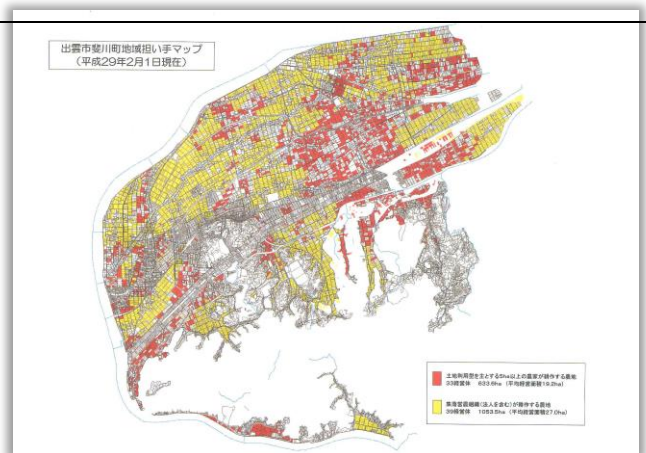 出雲市斐川町地域担い手マップ
(平成29年2月1日現在)
土地利用型を主とする5ha以上の農家が耕作する農地
33経営体 633.6ha (平均経営面積19.2ha)
集落営農組織(法人を含む)が耕作する農地
39経営体 1053.5ha (平均経営面積27.0ha)